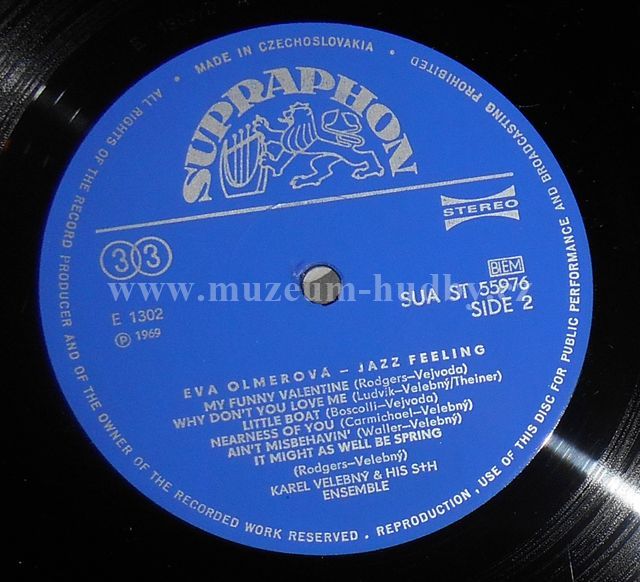 ALL RIGHTS OF THE RECORD PRODUCER AND OF THE OWNER OF THE RECORDED WORK RESERVED . REPRODUCTION, USE OF THIS DISC FOR PUBLIC PERFORMANCE AND BROADCASTING PROHIBITED
• MADE IN CZECHOSLOVAKIA •
SUPRAPHON
STEREO
33
BIEM
www.muzeum-hudby.cz
SUA ST 55976
E 1302
SIDE 2
Ⓟ 1969
EVA OLMEROVA – JAZZ FEELING
MY FUNNY VALENTINE (Rodgers–Vejvoda)
WHY DON'T YOU LOVE ME (Ludvik–Velebný/Theiner)
LITTLE BOAT (Boscolli–Vejvoda)
NEARNESS OF YOU (Carmichael–Velebný)
AIN'T MISBEHAVIN' (Waller–Velebný)
IT MIGHT AS WELL BE SPRING
(Rodgers–Velebný)
KAREL VELEBNÝ & HIS S+H
ENSEMBLE